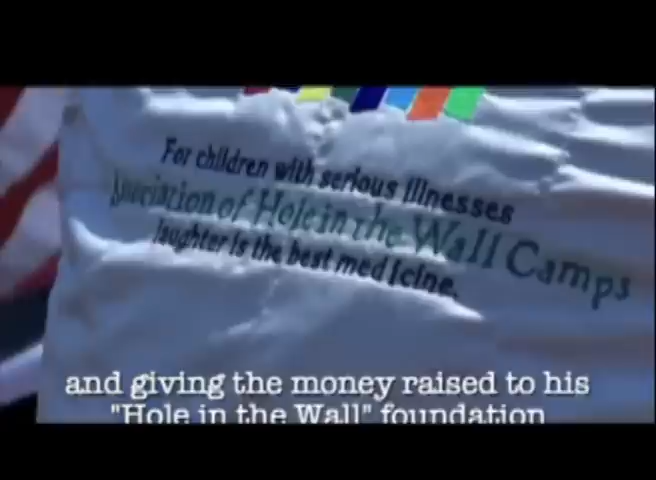 For children with serious illnesses
Association of Hole in the Wall Camps
laughter is the best medicine.
and giving the money raised to his
"Hole in the Wall" foundation